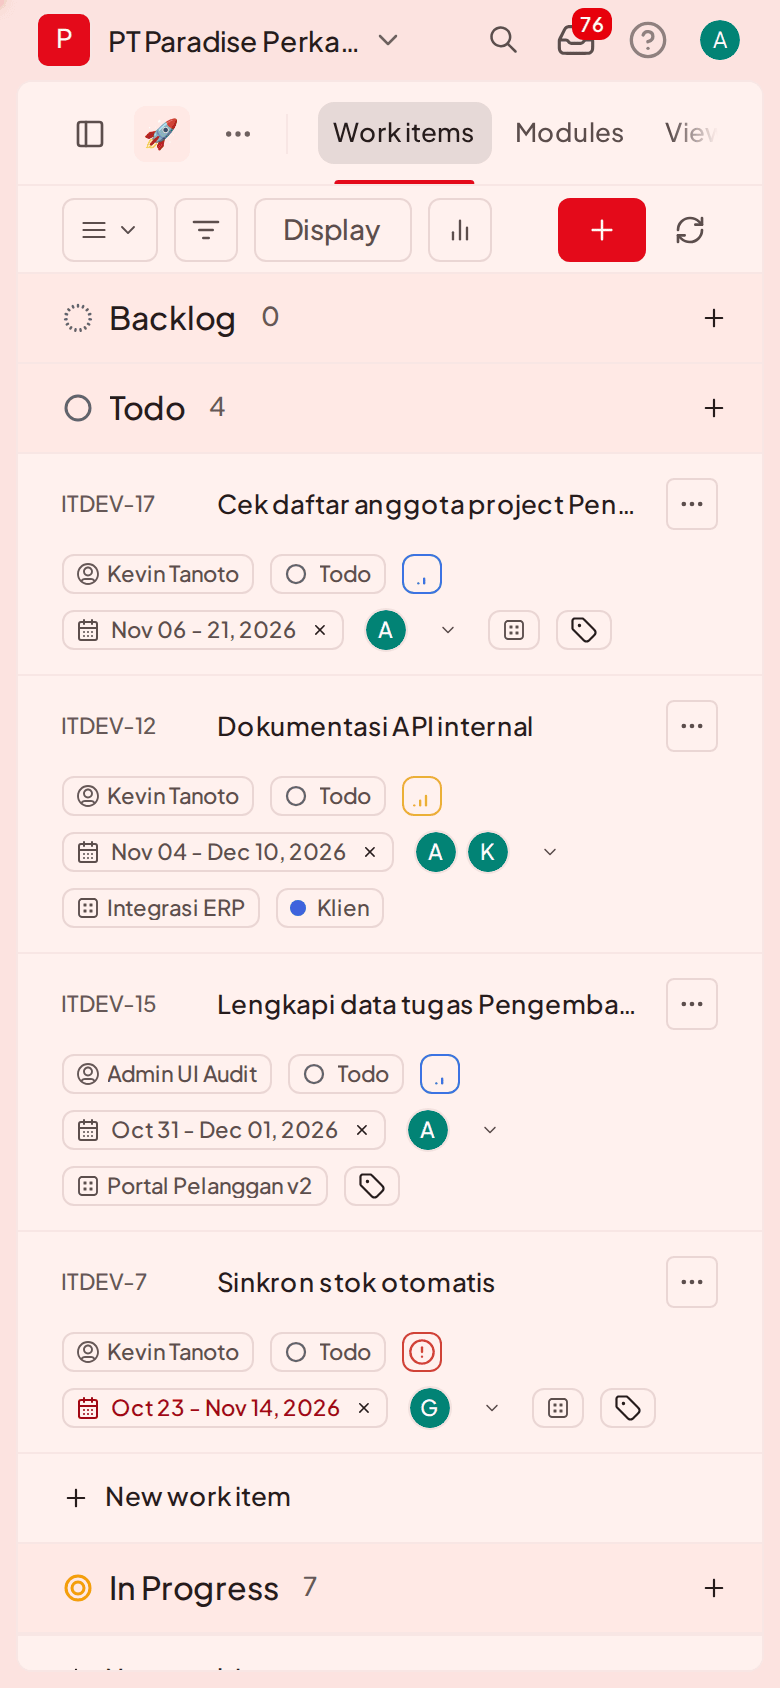 P PT Paradise Perka... 76 A
Work items Modules View
Display
Backlog 0
Todo 4
ITDEV-17 Cek daftar anggota project Pen...
Kevin Tanoto Todo
Nov 06 - 21, 2026 A
ITDEV-12 Dokumentasi API internal
Kevin Tanoto Todo
Nov 04 - Dec 10, 2026 A K
Integrasi ERP Klien
ITDEV-15 Lengkapi data tugas Pengemba...
Admin UI Audit Todo
Oct 31 - Dec 01, 2026 A
Portal Pelanggan v2
ITDEV-7 Sinkron stok otomatis
Kevin Tanoto Todo
Oct 23 - Nov 14, 2026 G
New work item
In Progress 7